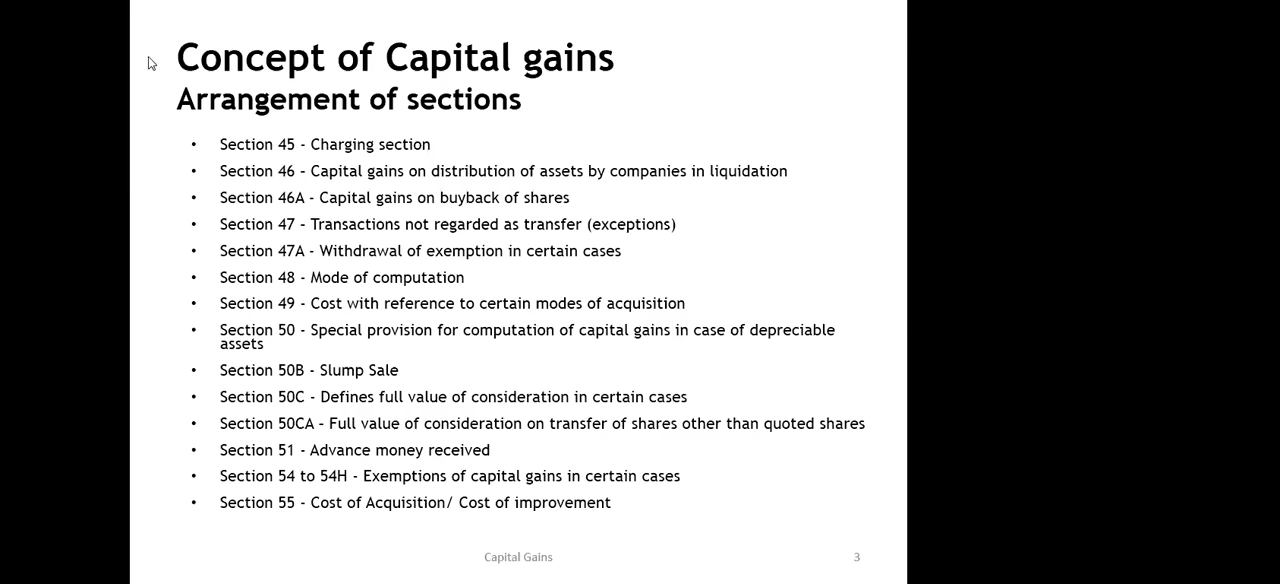 Concept of Capital gains
Arrangement of sections
• Section 45 - Charging section
• Section 46 – Capital gains on distribution of assets by companies in liquidation
• Section 46A - Capital gains on buyback of shares
• Section 47 – Transactions not regarded as transfer (exceptions)
• Section 47A - Withdrawal of exemption in certain cases
• Section 48 - Mode of computation
• Section 49 - Cost with reference to certain modes of acquisition
• Section 50 - Special provision for computation of capital gains in case of depreciable
assets
• Section 50B - Slump Sale
• Section 50C - Defines full value of consideration in certain cases
• Section 50CA – Full value of consideration on transfer of shares other than quoted shares
• Section 51 - Advance money received
• Section 54 to 54H - Exemptions of capital gains in certain cases
• Section 55 - Cost of Acquisition/ Cost of improvement
Capital Gains
3